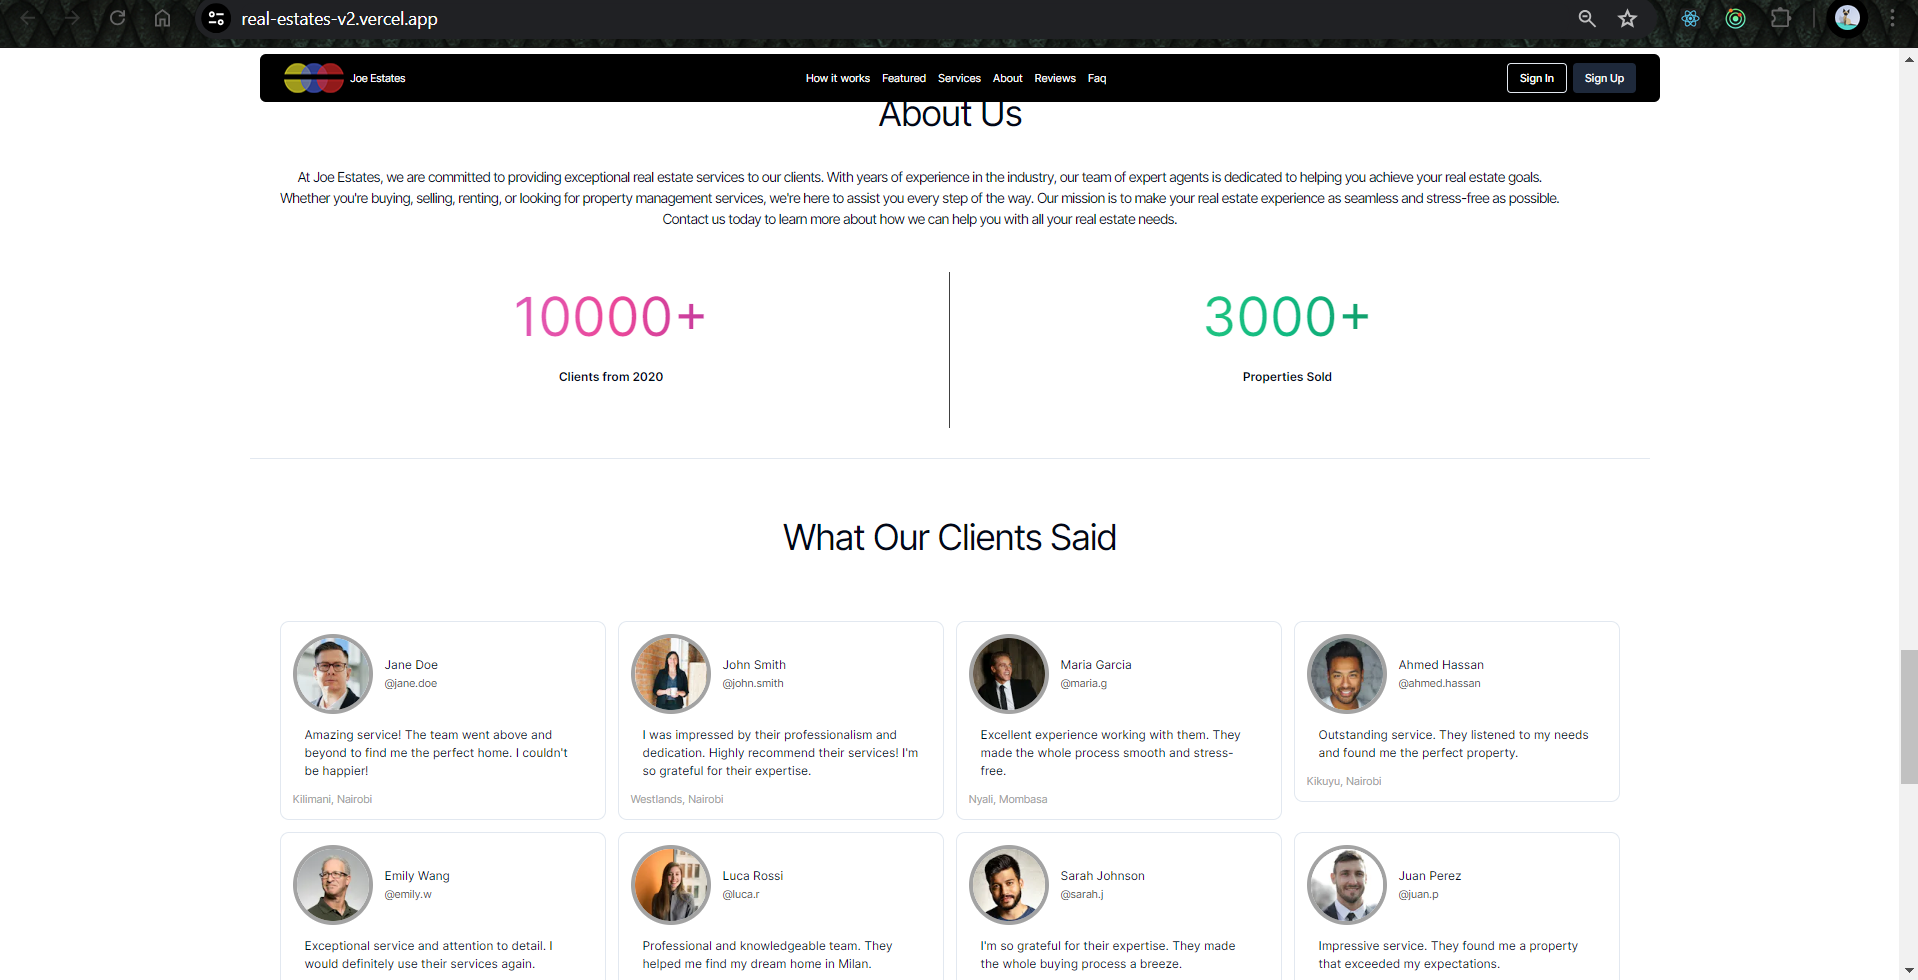 real-estates-v2.vercel.app
Joe Estates
How it works Featured Services About Reviews Faq
Sign In Sign Up
About Us
At Joe Estates, we are committed to providing exceptional real estate services to our clients. With years of experience in the industry, our team of expert agents is dedicated to helping you achieve your real estate goals.
Whether you're buying, selling, renting, or looking for property management services, we're here to assist you every step of the way. Our mission is to make your real estate experience as seamless and stress-free as possible.
Contact us today to learn more about how we can help you with all your real estate needs.
10000+
Clients from 2020
3000+
Properties Sold
What Our Clients Said
Jane Doe
@jane.doe
Amazing service! The team went above and
beyond to find me the perfect home. I couldn't
be happier!
Kilimani, Nairobi
John Smith
@john.smith
I was impressed by their professionalism and
dedication. Highly recommend their services! I'm
so grateful for their expertise.
Westlands, Nairobi
Maria Garcia
@maria.g
Excellent experience working with them. They
made the whole process smooth and stress-
free.
Nyali, Mombasa
Ahmed Hassan
@ahmed.hassan
Outstanding service. They listened to my needs
and found me the perfect property.
Kikuyu, Nairobi
Emily Wang
@emily.w
Exceptional service and attention to detail. I
would definitely use their services again.
Luca Rossi
@luca.r
Professional and knowledgeable team. They
helped me find my dream home in Milan.
Sarah Johnson
@sarah.j
I'm so grateful for their expertise. They made
the whole buying process a breeze.
Juan Perez
@juan.p
Impressive service. They found me a property
that exceeded my expectations.